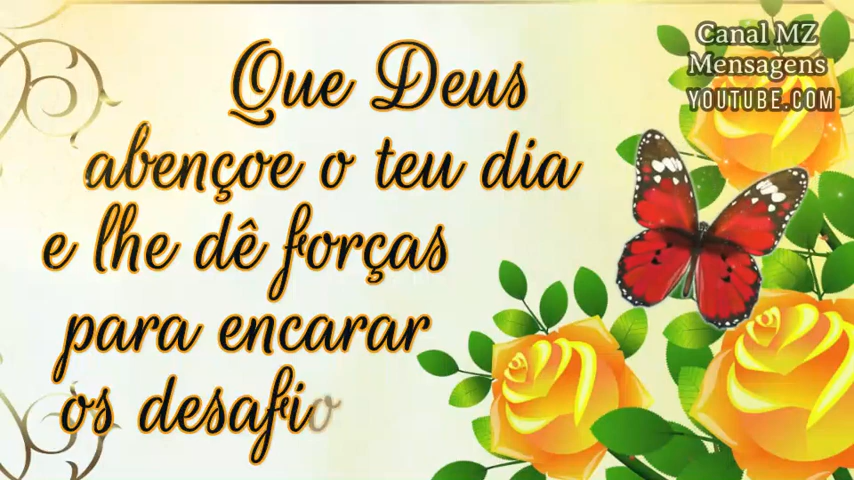 Canal MZ
Mensagens
YOUTUBE.COM
Que Deus
abençoe o teu dia
e lhe dê forças
para encarar
os desafio